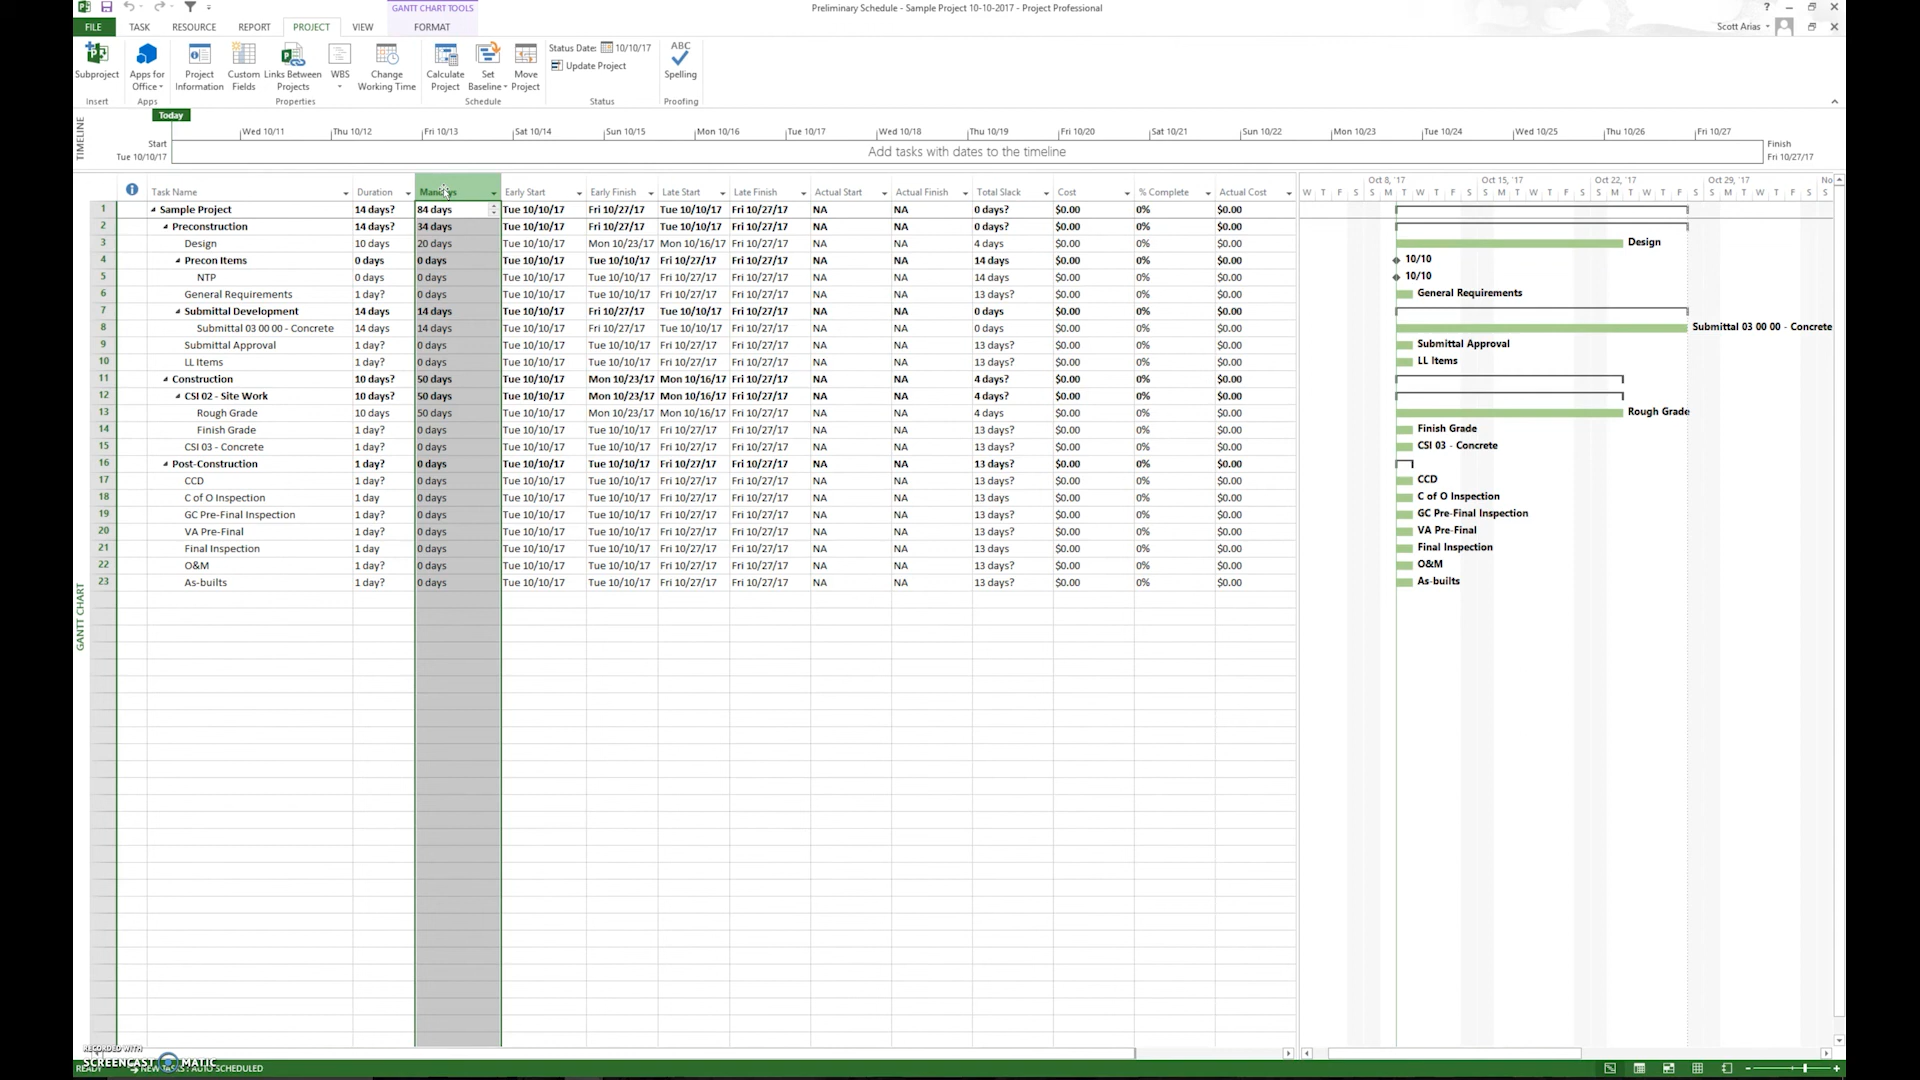 GANTT CHART TOOLS
Preliminary Schedule - Sample Project 10-10-2017 - Project Professional
FILE TASK RESOURCE REPORT PROJECT VIEW FORMAT
Scott Arias
Subproject
Apps for Office
Project Information
Custom Fields
Links Between Projects
WBS
Change Working Time
Calculate Project
Set Baseline
Move Project
Status Date: 10/10/17
Update Project
ABC
Spelling
Insert Apps Properties Schedule Status Proofing
TIMELINE
Today
Wed 10/11 Thu 10/12 Fri 10/13 Sat 10/14 Sun 10/15 Mon 10/16 Tue 10/17 Wed 10/18 Thu 10/19 Fri 10/20 Sat 10/21 Sun 10/22 Mon 10/23 Tue 10/24 Wed 10/25 Thu 10/26 Fri 10/27
Start
Tue 10/10/17
Add tasks with dates to the timeline
Finish
Fri 10/27/17
Task Name Duration Early Start Early Finish Late Start Late Finish Actual Start Actual Finish Total Slack Cost % Complete Actual Cost
1 Sample Project 14 days? 84 days Tue 10/10/17 Fri 10/27/17 Tue 10/10/17 Fri 10/27/17 NA NA 0 days? $0.00 0% $0.00
2 Preconstruction 14 days? 34 days Tue 10/10/17 Fri 10/27/17 Tue 10/10/17 Fri 10/27/17 NA NA 0 days? $0.00 0% $0.00
3 Design 10 days 20 days Tue 10/10/17 Mon 10/23/17 Mon 10/16/17 Fri 10/27/17 NA NA 4 days $0.00 0% $0.00
4 Precon Items 0 days 0 days Tue 10/10/17 Tue 10/10/17 Fri 10/27/17 Fri 10/27/17 NA NA 14 days $0.00 0% $0.00
5 NTP 0 days 0 days Tue 10/10/17 Tue 10/10/17 Fri 10/27/17 Fri 10/27/17 NA NA 14 days $0.00 0% $0.00
6 General Requirements 1 day? 0 days Tue 10/10/17 Tue 10/10/17 Fri 10/27/17 Fri 10/27/17 NA NA 13 days? $0.00 0% $0.00
7 Submittal Development 14 days 14 days Tue 10/10/17 Fri 10/27/17 Tue 10/10/17 Fri 10/27/17 NA NA 0 days $0.00 0% $0.00
8 Submittal 03 00 00 - Concrete 14 days 14 days Tue 10/10/17 Fri 10/27/17 Tue 10/10/17 Fri 10/27/17 NA NA 0 days $0.00 0% $0.00
9 Submittal Approval 1 day? 0 days Tue 10/10/17 Tue 10/10/17 Fri 10/27/17 Fri 10/27/17 NA NA 13 days? $0.00 0% $0.00
10 LL Items 1 day? 0 days Tue 10/10/17 Tue 10/10/17 Fri 10/27/17 Fri 10/27/17 NA NA 13 days? $0.00 0% $0.00
11 Construction 10 days? 50 days Tue 10/10/17 Mon 10/23/17 Mon 10/16/17 Fri 10/27/17 NA NA 4 days? $0.00 0% $0.00
12 CSI 02 - Site Work 10 days? 50 days Tue 10/10/17 Mon 10/23/17 Mon 10/16/17 Fri 10/27/17 NA NA 4 days? $0.00 0% $0.00
13 Rough Grade 10 days 50 days Tue 10/10/17 Mon 10/23/17 Mon 10/16/17 Fri 10/27/17 NA NA 4 days $0.00 0% $0.00
14 Finish Grade 1 day? 0 days Tue 10/10/17 Tue 10/10/17 Fri 10/27/17 Fri 10/27/17 NA NA 13 days? $0.00 0% $0.00
15 CSI 03 - Concrete 1 day? 0 days Tue 10/10/17 Tue 10/10/17 Fri 10/27/17 Fri 10/27/17 NA NA 13 days? $0.00 0% $0.00
16 Post-Construction 1 day? 0 days Tue 10/10/17 Tue 10/10/17 Fri 10/27/17 Fri 10/27/17 NA NA 13 days? $0.00 0% $0.00
17 CCD 1 day? 0 days Tue 10/10/17 Tue 10/10/17 Fri 10/27/17 Fri 10/27/17 NA NA 13 days? $0.00 0% $0.00
18 C of O Inspection 1 day 0 days Tue 10/10/17 Tue 10/10/17 Fri 10/27/17 Fri 10/27/17 NA NA 13 days $0.00 0% $0.00
19 GC Pre-Final Inspection 1 day? 0 days Tue 10/10/17 Tue 10/10/17 Fri 10/27/17 Fri 10/27/17 NA NA 13 days? $0.00 0% $0.00
20 VA Pre-Final 1 day? 0 days Tue 10/10/17 Tue 10/10/17 Fri 10/27/17 Fri 10/27/17 NA NA 13 days? $0.00 0% $0.00
21 Final Inspection 1 day 0 days Tue 10/10/17 Tue 10/10/17 Fri 10/27/17 Fri 10/27/17 NA NA 13 days $0.00 0% $0.00
22 O&M 1 day? 0 days Tue 10/10/17 Tue 10/10/17 Fri 10/27/17 Fri 10/27/17 NA NA 13 days? $0.00 0% $0.00
23 As-builts 1 day? 0 days Tue 10/10/17 Tue 10/10/17 Fri 10/27/17 Fri 10/27/17 NA NA 13 days? $0.00 0% $0.00
Oct 8, '17 Oct 15, '17 Oct 22, '17 Oct 29, '17 No
W T F S S M T W T F S S M T W T F S S M T W T F S S M T W T F S
Design
10/10
10/10
General Requirements
Submittal 03 00 00 - Concrete
Submittal Approval
LL Items
Rough Grade
Finish Grade
CSI 03 - Concrete
CCD
C of O Inspection
GC Pre-Final Inspection
VA Pre-Final
Final Inspection
O&M
As-builts
GANTT CHART
RECORDED WITH
SCREENCAST MATIC
READY NEW TASKS : AUTO SCHEDULED